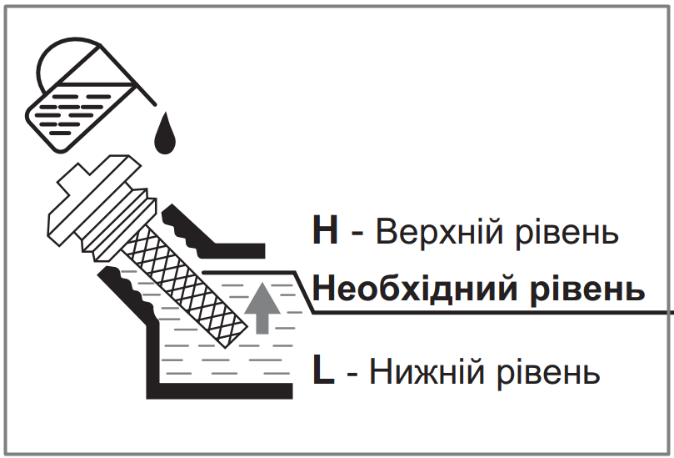 H - Верхній рівень
Необхідний рівень
L - Нижній рівень